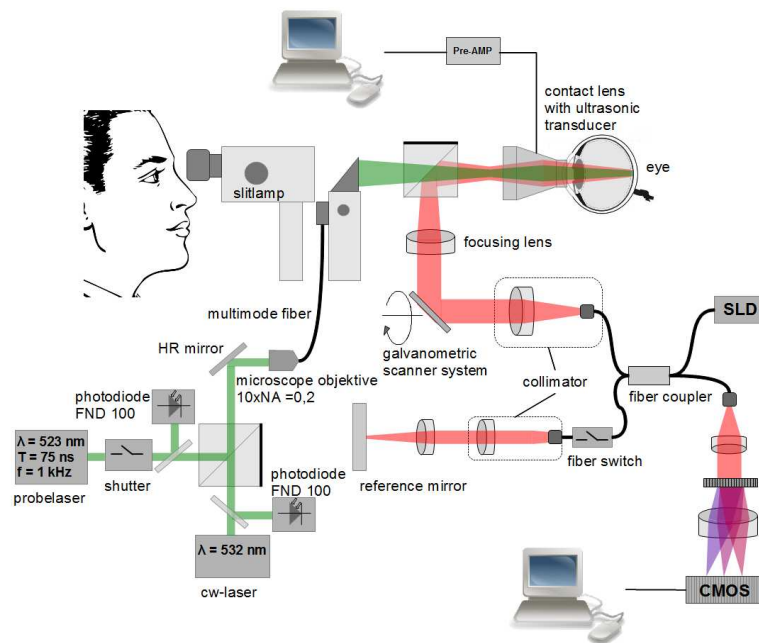 Pre-AMP
contact lens
with ultrasonic
transducer
eye
slitlamp
focusing lens
multimode fiber
SLD
HR mirror
galvanometric
scanner system
collimator
fiber coupler
microscope objektive
10xNA =0,2
photodiode
FND 100
λ = 523 nm
T = 75 ns
f = 1 kHz
probelaser
shutter
photodiode
FND 100
reference mirror
fiber switch
λ = 532 nm
cw-laser
CMOS